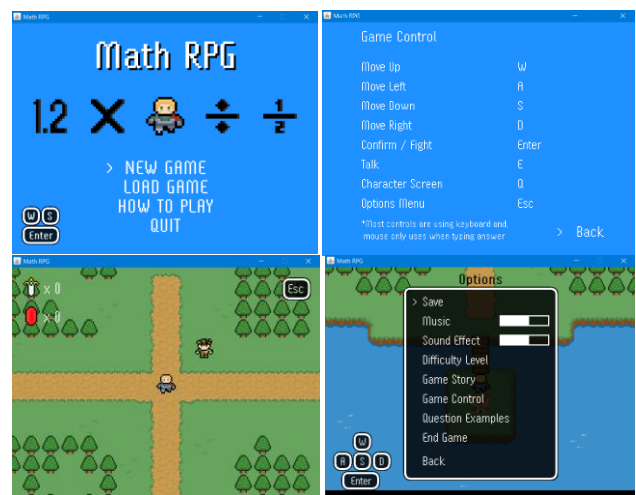 Math RPG
Math RPG
1.2 × ÷ 1/2
> NEW GAME
LOAD GAME
HOW TO PLAY
QUIT
W S
Enter
Math RPG
Game Control
Move Up W
Move Left A
Move Down S
Move Right D
Confirm / Fight Enter
Talk E
Character Screen Q
Options Menu Esc
*Most controls are using keyboard and,
mouse only uses when typing answer
> Back
Math RPG
x 0
x 0
Esc
Math RPG
Options
> Save
Music
Sound Effect
Difficulty Level
Game Story
Game Control
Question Examples
End Game
Back
W
A S D
Enter